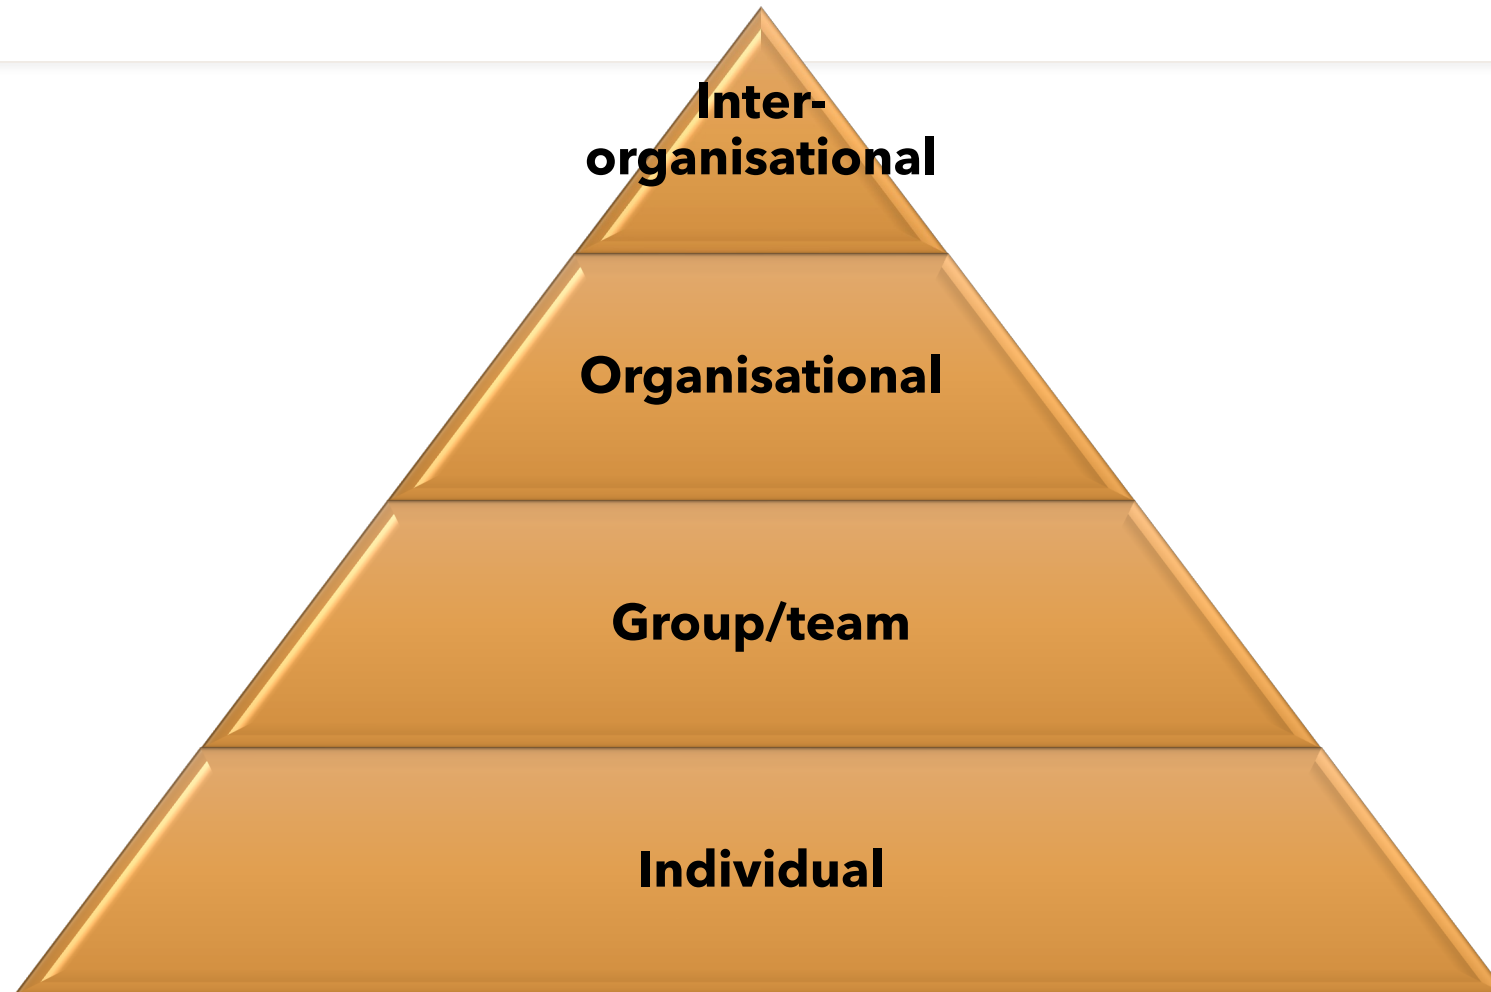 Inter-
organisational
Organisational
Group/team
Individual